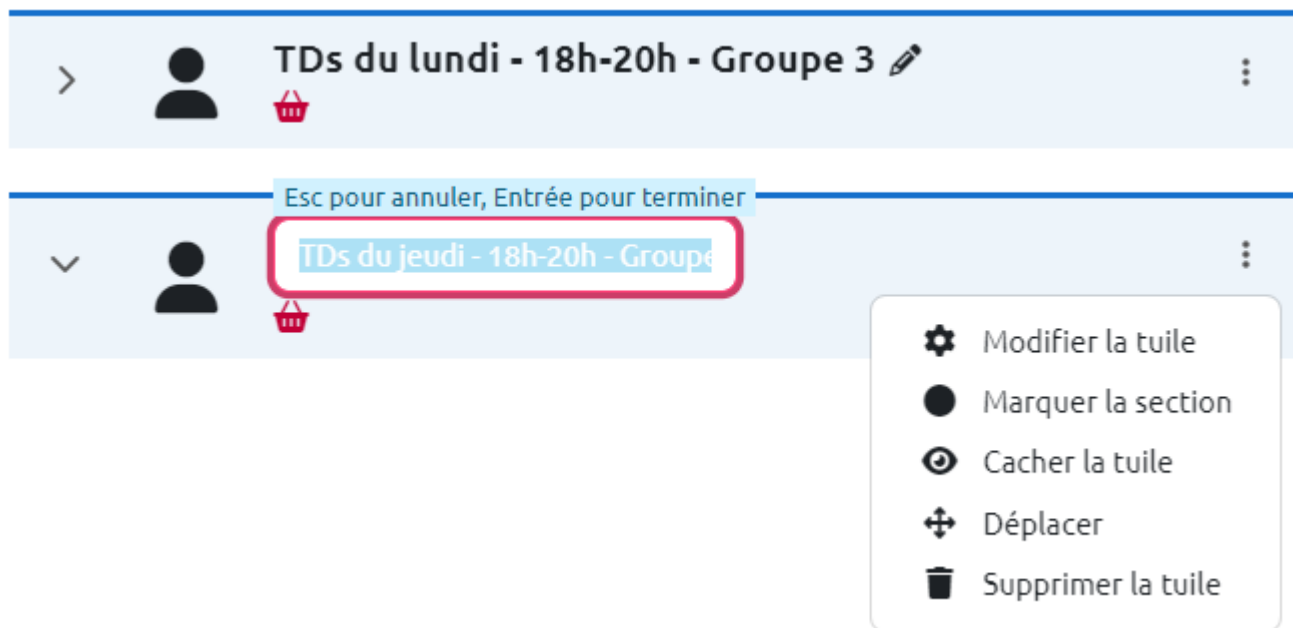 TDs du lundi - 18h-20h - Groupe 3
Esc pour annuler, Entrée pour terminer
TDs du jeudi - 18h-20h - Groupe
Modifier la tuile
Marquer la section
Cacher la tuile
Déplacer
Supprimer la tuile